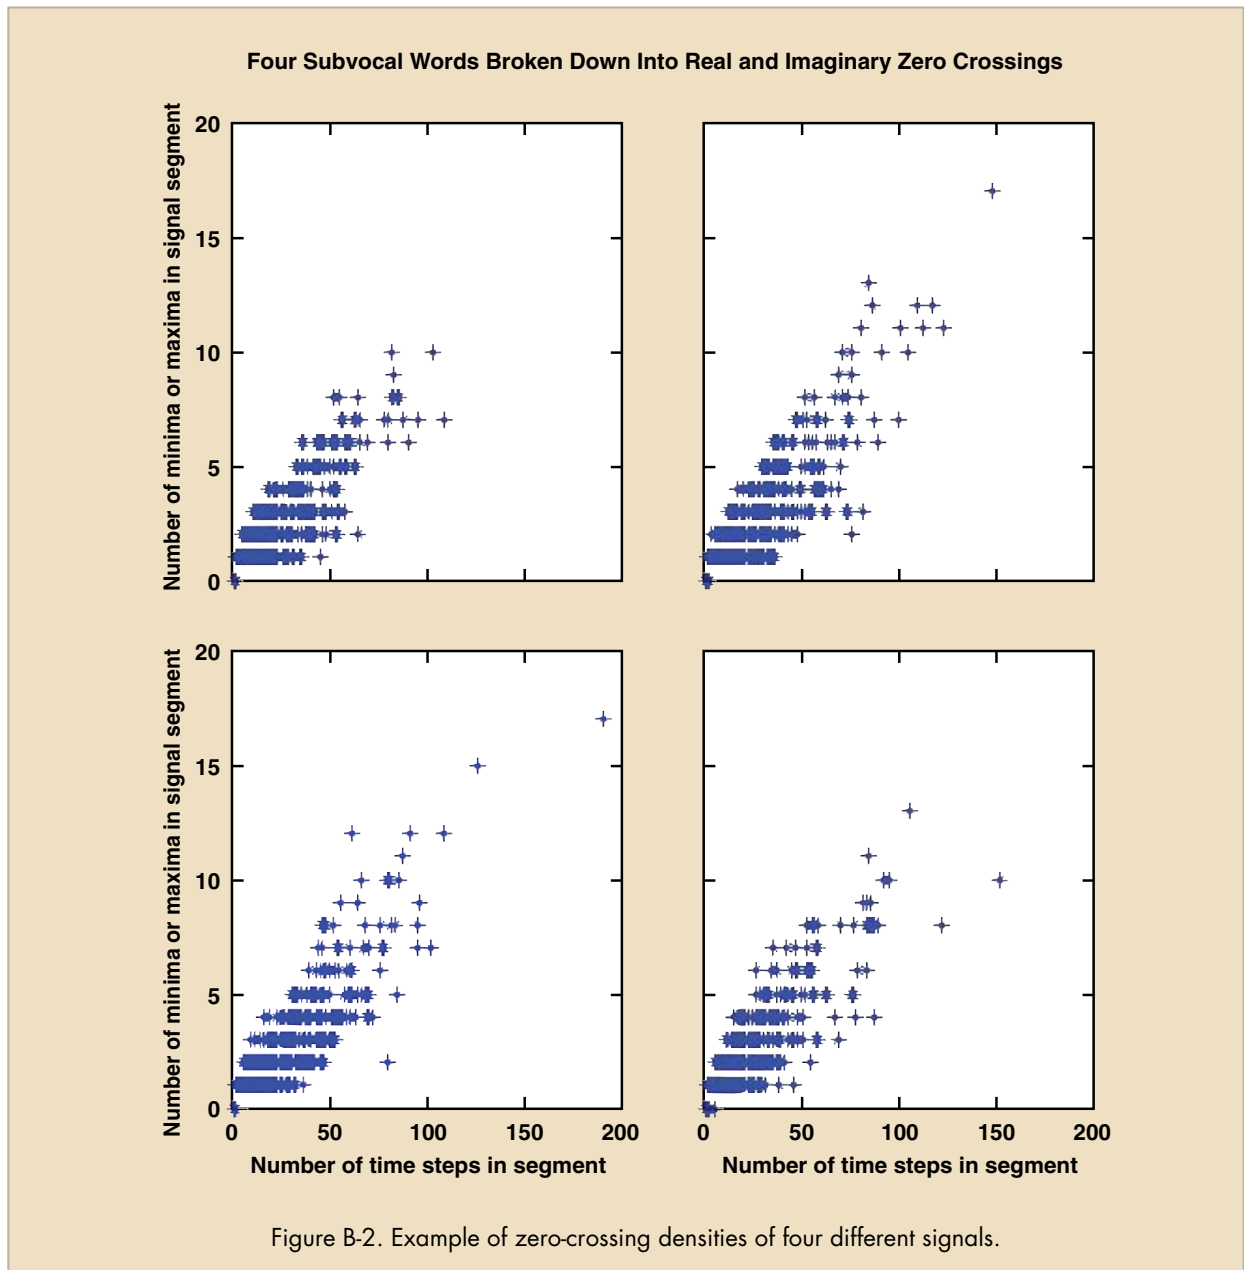 Four Subvocal Words Broken Down Into Real and Imaginary Zero Crossings
Number of minima or maxima in signal segment
20
15
10
5
0
Number of minima or maxima in signal segment
20
15
10
5
0
0 50 100 150 200
0 50 100 150 200
Number of time steps in segment
Number of time steps in segment
Figure B-2. Example of zero-crossing densities of four different signals.